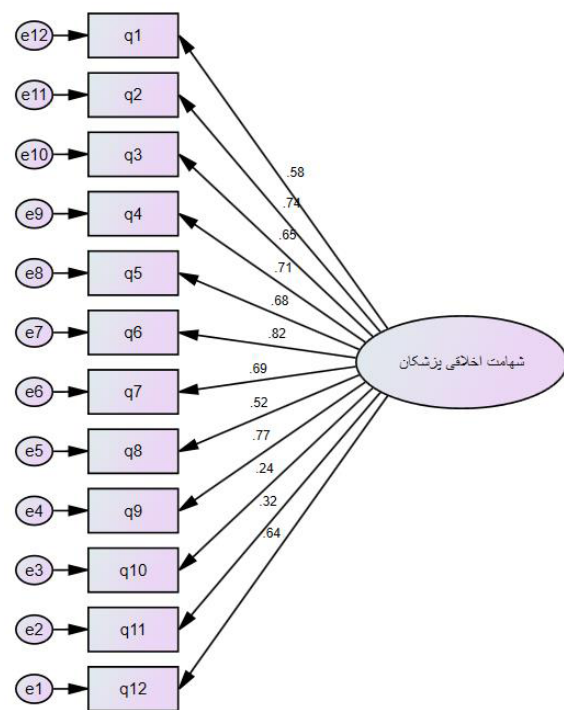 e12 q1
e11 q2
e10 q3
e9 q4
e8 q5
e7 q6
e6 q7
e5 q8
e4 q9
e3 q10
e2 q11
e1 q12
.58
.74
.65
.71
.68
.82
.69
.52
.77
.24
.32
.64
شهامت اخلاقی پزشکان